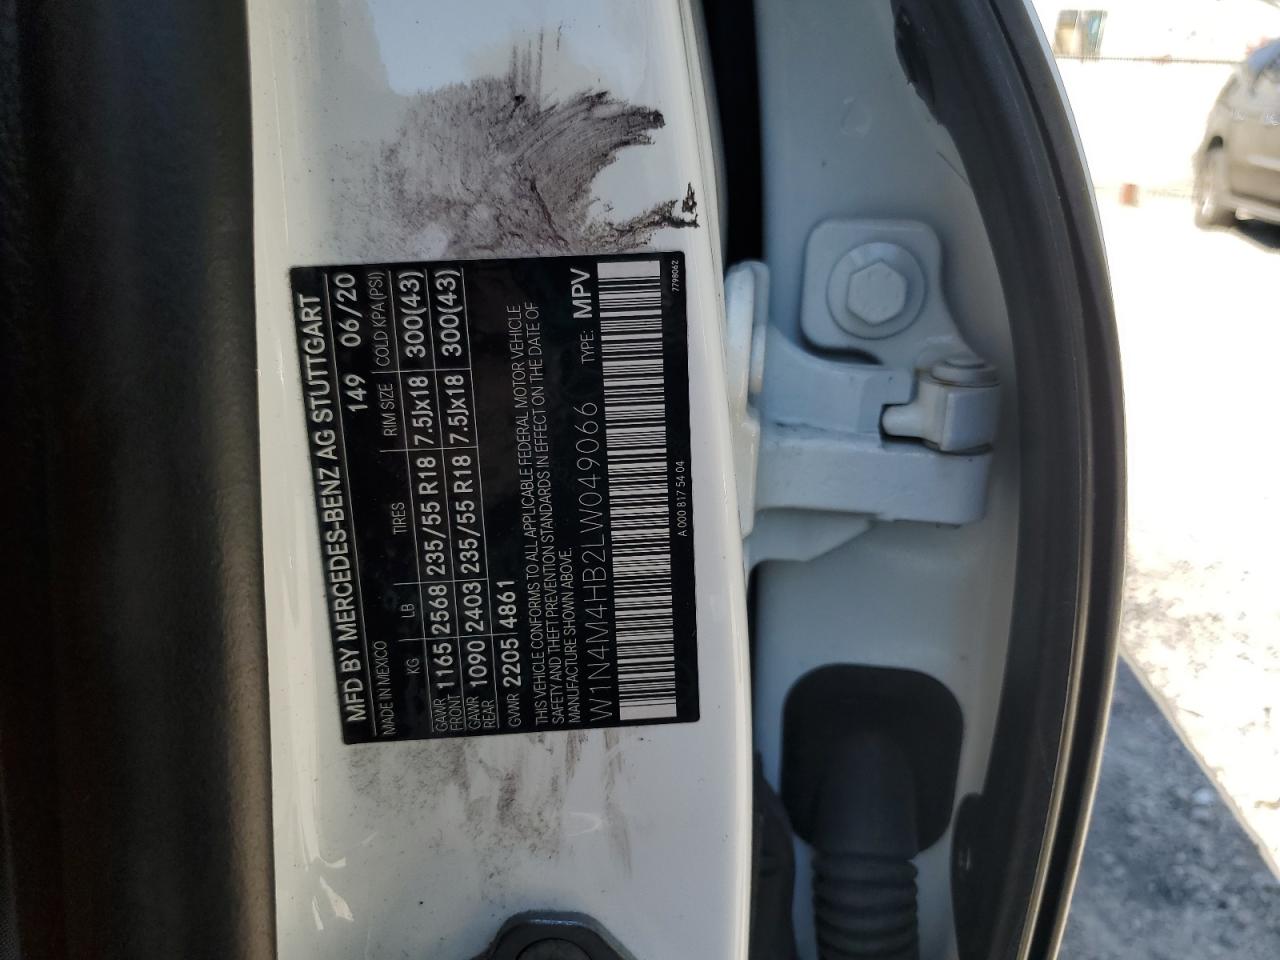 MFD BY MERCEDES-BENZ AG STUTTGART
MADE IN MEXICO 149 06/20
KG LB TIRES RIM SIZE COLD KPA (PSI)
GAWR FRONT 1165 2568 235/55 R18 7.5Jx18 300(43)
GAWR REAR 1090 2403 235/55 R18 7.5Jx18 300(43)
GVWR 2205 4861
THIS VEHICLE CONFORMS TO ALL APPLICABLE FEDERAL MOTOR VEHICLE
SAFETY AND THEFT PREVENTION STANDARDS IN EFFECT ON THE DATE OF
MANUFACTURE SHOWN ABOVE.
W1N4M4HB2LW049066 TYPE: MPV
A 000 817 54 04 7798062